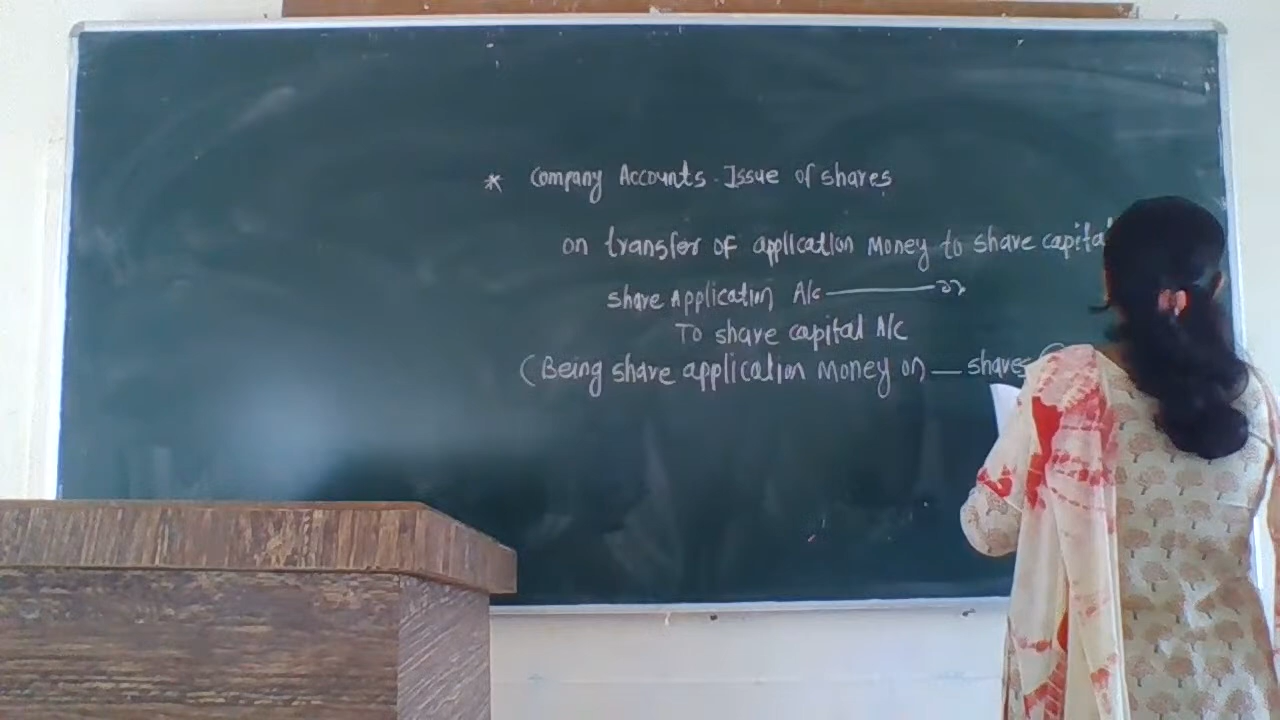 * Company Accounts. Issue of shares
on transfer of application Money to share capital
share Application A/c ———— Dr
To share capital A/c
(Being share application Money on — shares